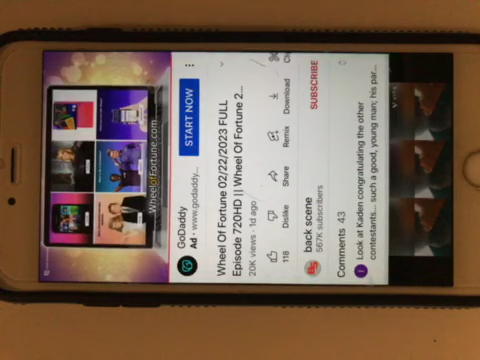 WheelofFortune.com
GoDaddy
Ad · www.godaddy...
START NOW
Wheel Of Fortune 02/22/2023 FULL
Episode 720HD || Wheel Of Fortune 2...
20K views · 1d ago
118
Dislike
Share
Remix
Download
back scene
567K subscribers
SUBSCRIBE
Comments 43
Look at Kaden congratulating the other
contestants... such a good, young man; his par...